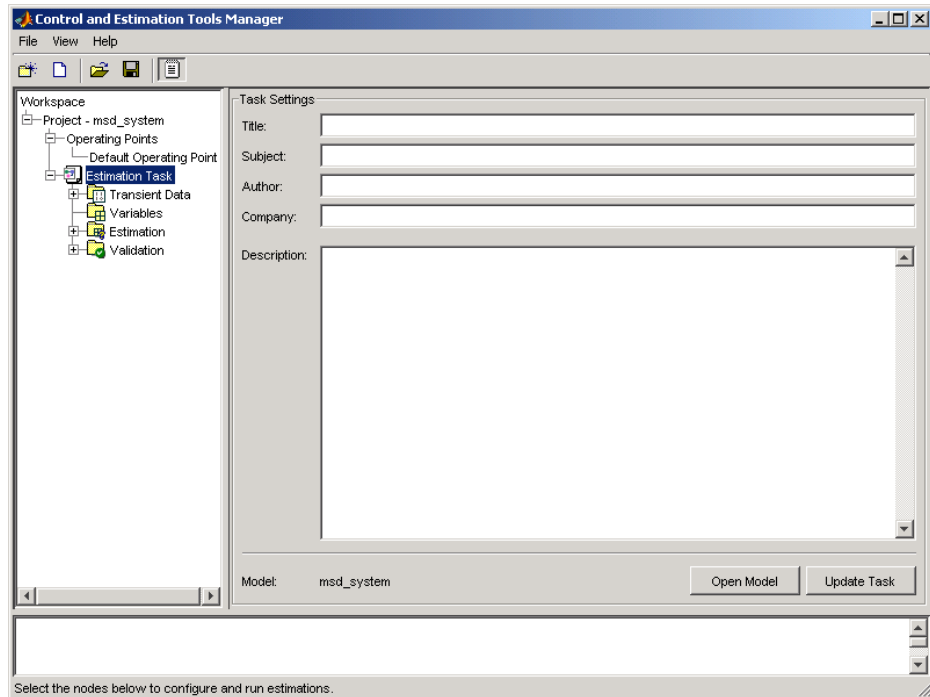 Control and Estimation Tools Manager
File View Help
Workspace
Project - msd_system
Operating Points
Default Operating Point
Estimation Task
Transient Data
Variables
Estimation
Validation
Task Settings
Title:
Subject:
Author:
Company:
Description:
Model: msd_system
Open Model Update Task
Select the nodes below to configure and run estimations.